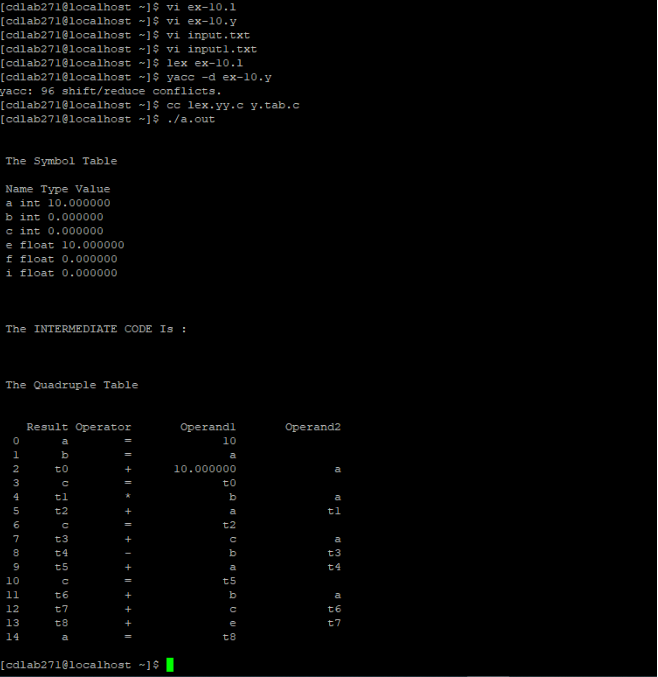 [cdlab271@localhost ~]$ vi ex-10.l
[cdlab271@localhost ~]$ vi ex-10.y
[cdlab271@localhost ~]$ vi input.txt
[cdlab271@localhost ~]$ vi input1.txt
[cdlab271@localhost ~]$ lex ex-10.l
[cdlab271@localhost ~]$ yacc -d ex-10.y
yacc: 96 shift/reduce conflicts.
[cdlab271@localhost ~]$ cc lex.yy.c y.tab.c
[cdlab271@localhost ~]$ ./a.out
The Symbol Table
Name Type Value
a int 10.000000
b int 0.000000
c int 0.000000
e float 10.000000
f float 0.000000
i float 0.000000
The INTERMEDIATE CODE Is :
The Quadruple Table
Result Operator Operand1 Operand2
0 a = 10
1 b = a
2 t0 + 10.000000 a
3 c = t0
4 t1 * b a
5 t2 + a t1
6 c = t2
7 t3 + c a
8 t4 - b t3
9 t5 + a t4
10 c = t5
11 t6 + b a
12 t7 + c t6
13 t8 + e t7
14 a = t8
[cdlab271@localhost ~]$